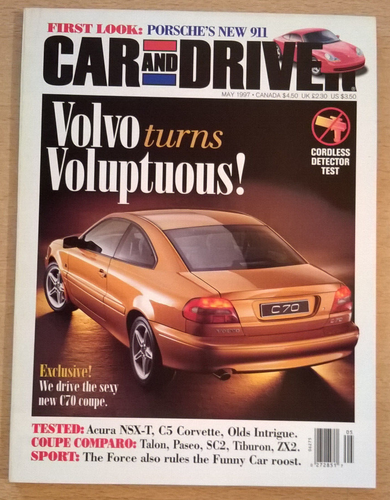 FIRST LOOK: PORSCHE'S NEW 911
CAR AND DRIVER
MAY 1997 • CANADA $4.50 UK £2.30 US $3.50
Volvo turns
Voluptuous!
CORDLESS
DETECTOR
TEST
C70
Exclusive!
We drive the sexy
new C70 coupe.
TESTED: Acura NSX-T, C5 Corvette, Olds Intrigue.
COUPE COMPARO: Talon, Paseo, SC2, Tiburon, ZX2.
SPORT: The Force also rules the Funny Car roost.
05